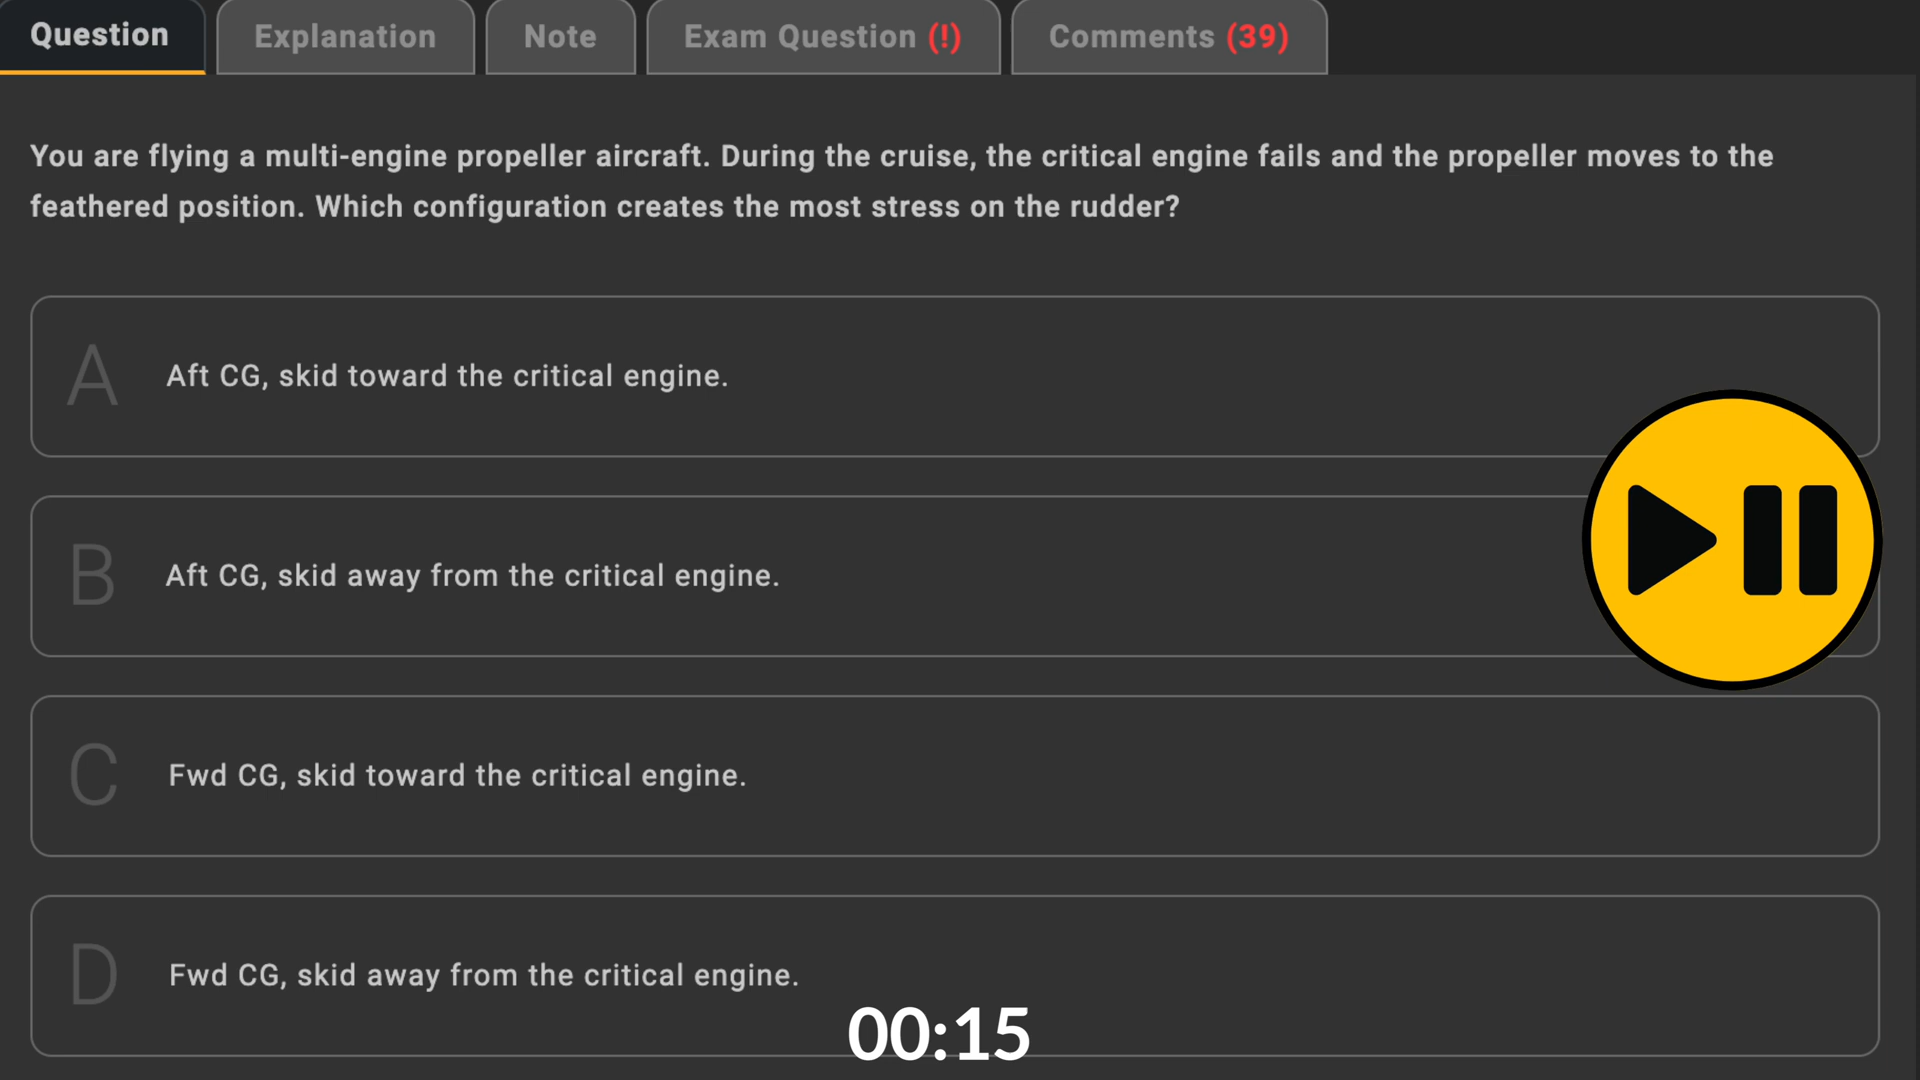 Question
Explanation
Note
Exam Question (!)
Comments (39)
You are flying a multi-engine propeller aircraft. During the cruise, the critical engine fails and the propeller moves to the
feathered position. Which configuration creates the most stress on the rudder?
A
Aft CG, skid toward the critical engine.
B
Aft CG, skid away from the critical engine.
C
Fwd CG, skid toward the critical engine.
D
Fwd CG, skid away from the critical engine.
00:15